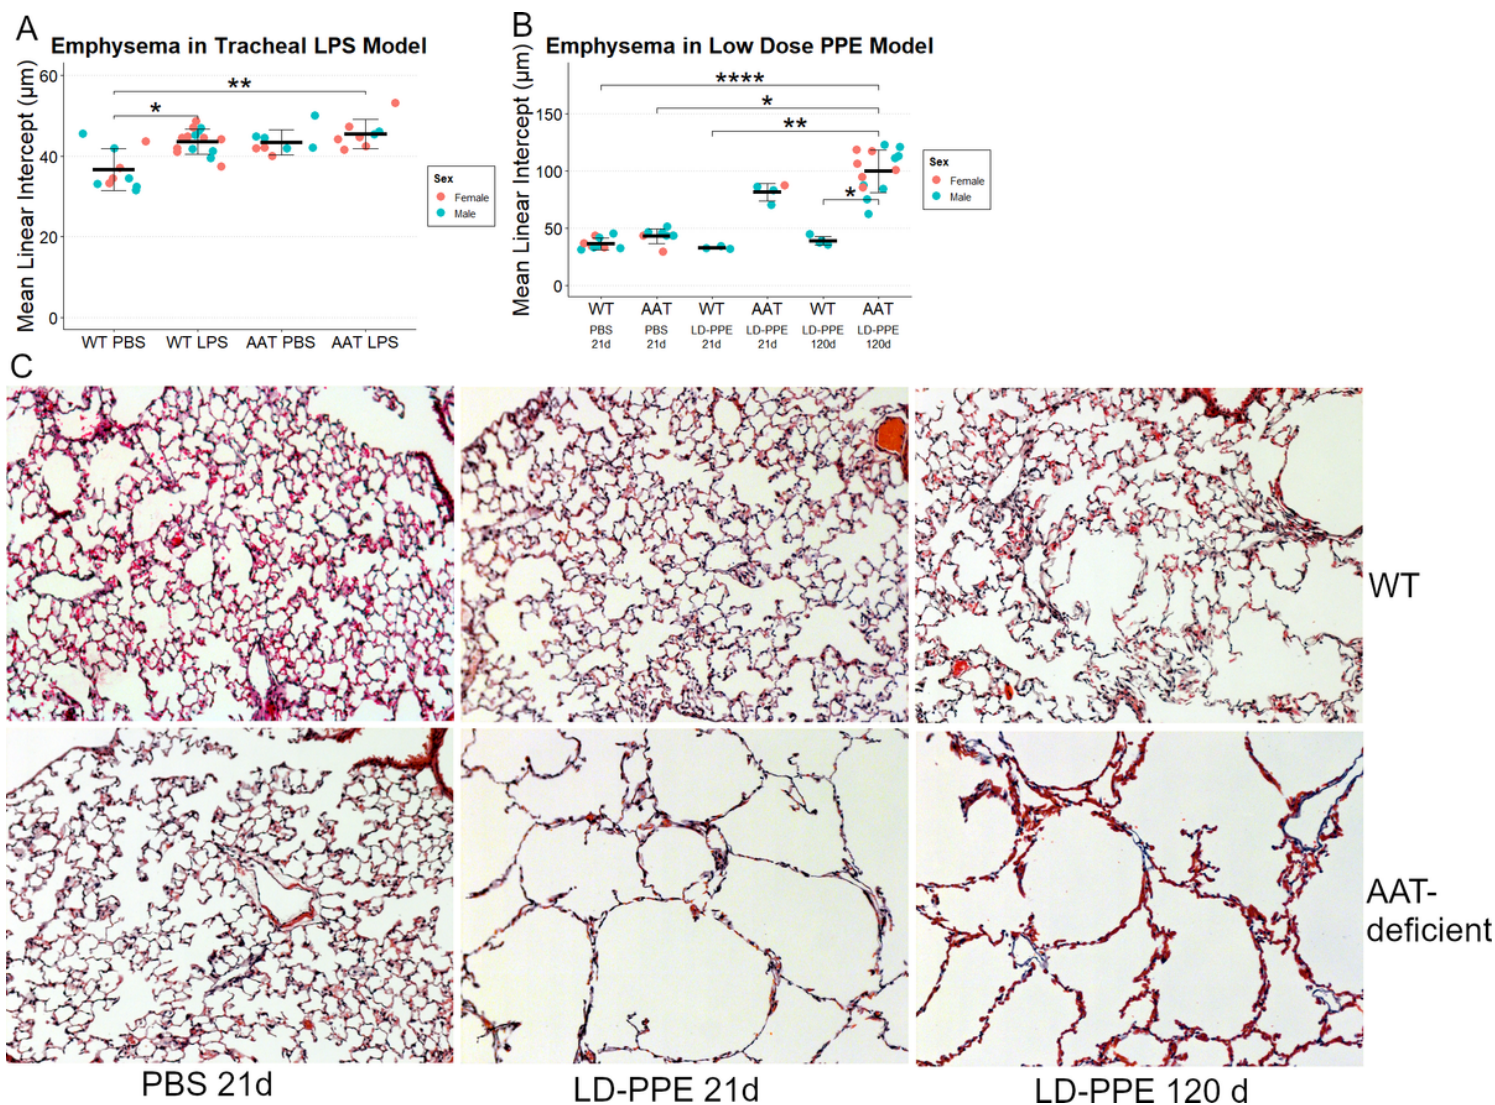 A
Emphysema in Tracheal LPS Model
Mean Linear Intercept (µm)
60
40
20
0
**
*
WT PBS
WT LPS
AAT PBS
AAT LPS
Sex
Female
Male
B
Emphysema in Low Dose PPE Model
Mean Linear Intercept (µm)
150
100
50
0
****
*
**
*
WT
AAT
WT
AAT
WT
AAT
PBS
PBS
LD-PPE
LD-PPE
LD-PPE
LD-PPE
21d
21d
21d
21d
120d
120d
Sex
Female
Male
C
WT
AAT-
deficient
PBS 21d
LD-PPE 21d
LD-PPE 120 d